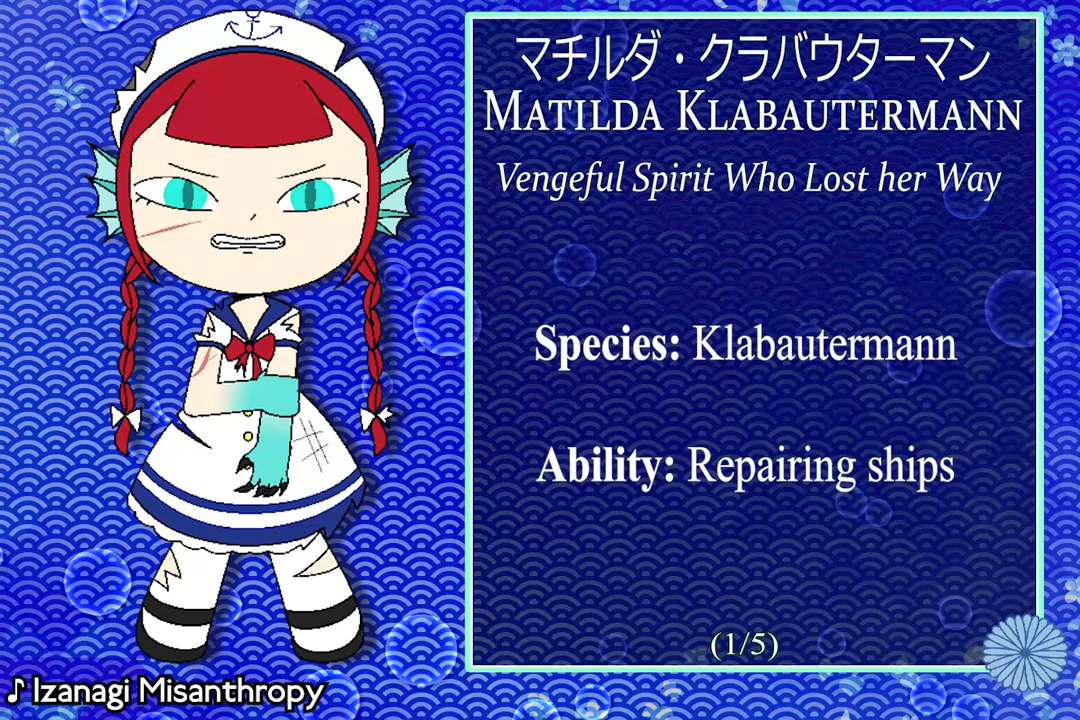 マチルダ・クラバウターマン
Matilda Klabautermann
Vengeful Spirit Who Lost her Way
Species: Klabautermann
Ability: Repairing ships
(1/5)
♪ Izanagi Misanthropy